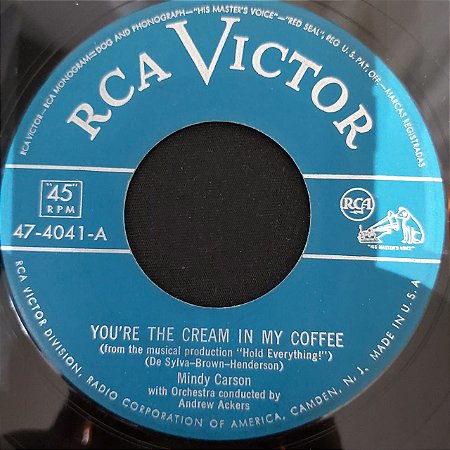 RCA VICTOR—RCA MONOGRAM—DOG AND PHONOGRAPH—"HIS MASTER'S VOICE"—"RED SEAL", REG U.S. PAT. OFF.—MARCAS REGISTRADAS
RCA VICTOR
"45"
RPM
47-4041-A
RCA
"HIS MASTER'S VOICE"
YOU'RE THE CREAM IN MY COFFEE
(from the musical production "Hold Everything!")
(De Sylva-Brown-Henderson)
Mindy Carson
with Orchestra conducted by
Andrew Ackers
RCA VICTOR DIVISION, RADIO CORPORATION OF AMERICA, CAMDEN, N. J. MADE IN U.S.A